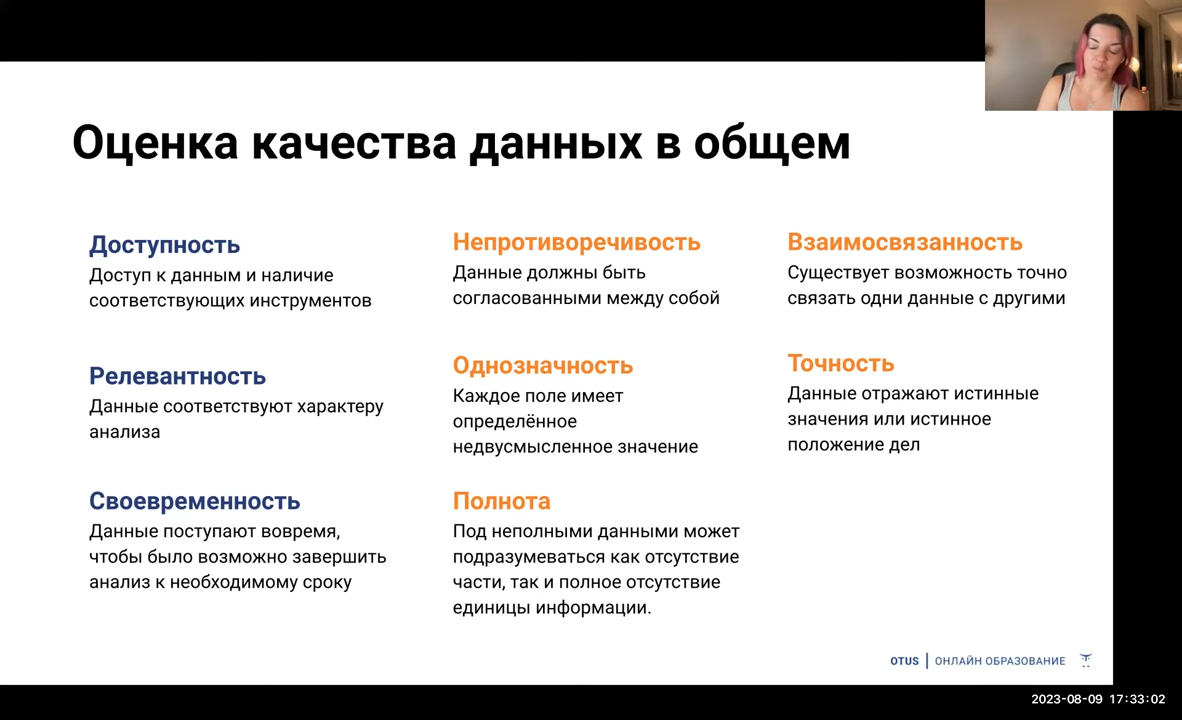 Оценка качества данных в общем
Доступность
Доступ к данным и наличие
соответствующих инструментов
Релевантность
Данные соответствуют характеру
анализа
Своевременность
Данные поступают вовремя,
чтобы было возможно завершить
анализ к необходимому сроку
Непротиворечивость
Данные должны быть
согласованными между собой
Однозначность
Каждое поле имеет
определённое
недвусмысленное значение
Полнота
Под неполными данными может
подразумеваться как отсутствие
части, так и полное отсутствие
единицы информации.
Взаимосвязанность
Существует возможность точно
связать одни данные с другими
Точность
Данные отражают истинные
значения или истинное
положение дел
OTUS | ОНЛАЙН ОБРАЗОВАНИЕ
2023-08-09 17:33:02